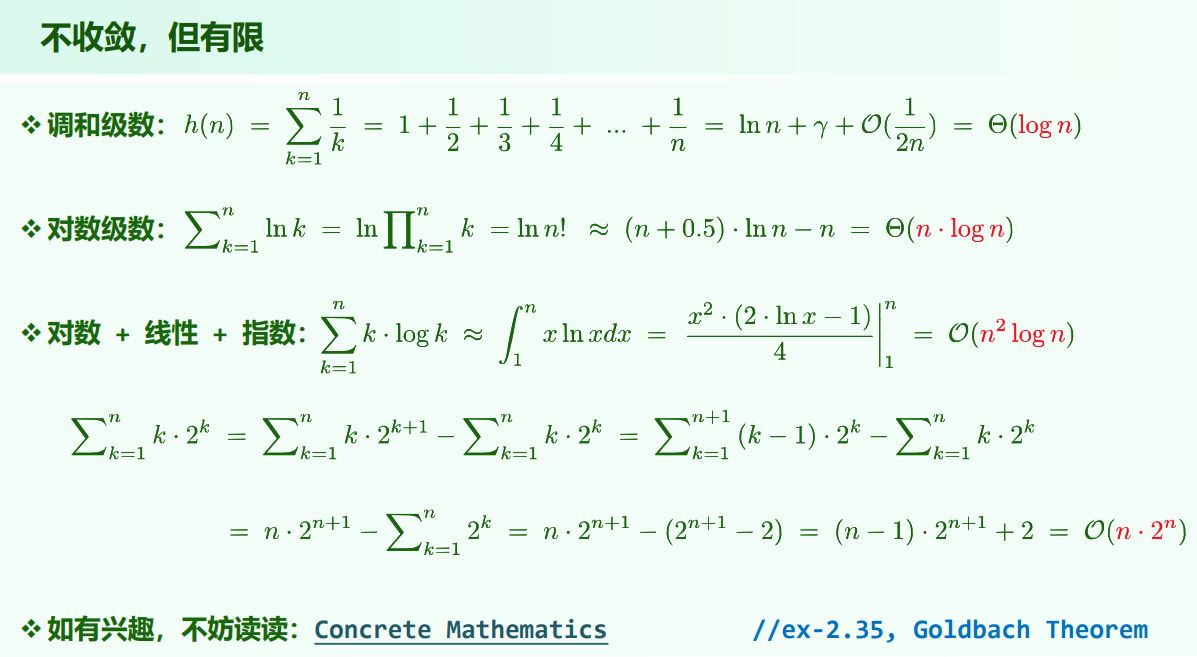 不收敛，但有限
❖ 调和级数： $h(n) = \sum_{k=1}^{n} \frac{1}{k} = 1 + \frac{1}{2} + \frac{1}{3} + \frac{1}{4} + \ ... \ + \frac{1}{n} = \ln n + \gamma + \mathcal{O}(\frac{1}{2n}) = \Theta(\log n)$
❖ 对数级数： $\sum_{k=1}^{n} \ln k = \ln \prod_{k=1}^{n} k = \ln n! \approx (n + 0.5) \cdot \ln n - n = \Theta(n \cdot \log n)$
❖ 对数 + 线性 + 指数： $\sum_{k=1}^{n} k \cdot \log k \approx \int_{1}^{n} x \ln x dx = \left. \frac{x^2 \cdot (2 \cdot \ln x - 1)}{4} \right|_{1}^{n} = \mathcal{O}(n^2 \log n)$
$\sum_{k=1}^{n} k \cdot 2^k = \sum_{k=1}^{n} k \cdot 2^{k+1} - \sum_{k=1}^{n} k \cdot 2^k = \sum_{k=1}^{n+1} (k-1) \cdot 2^k - \sum_{k=1}^{n} k \cdot 2^k$
$= n \cdot 2^{n+1} - \sum_{k=1}^{n} 2^k = n \cdot 2^{n+1} - (2^{n+1} - 2) = (n-1) \cdot 2^{n+1} + 2 = \mathcal{O}(n \cdot 2^n)$
❖ 如有兴趣，不妨读读：Concrete Mathematics //ex-2.35, Goldbach Theorem